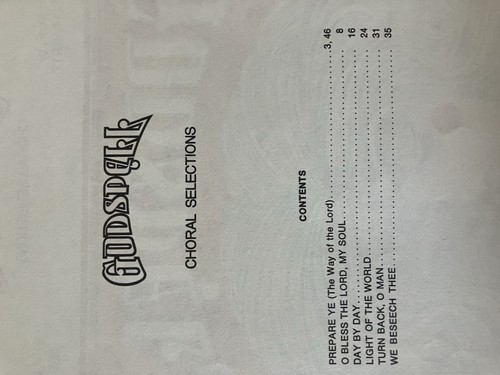 GODSPELL
CHORAL SELECTIONS
CONTENTS
PREPARE YE (The Way of the Lord)........................................3, 46
O BLESS THE LORD, MY SOUL........................................8
DAY BY DAY........................................16
LIGHT OF THE WORLD........................................24
TURN BACK, O MAN........................................31
WE BESEECH THEE........................................35